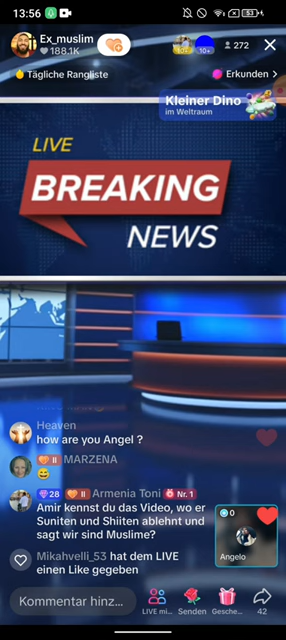 13:56
53
Ex_muslim
188.1K
10+
10+
272
Tägliche Rangliste
Erkunden
Kleiner Dino
im Weltraum
LIVE
BREAKING
NEWS
Heaven
how are you Angel ?
II MARZENA
😄
28 II Armenia Toni Nr. 1
Amir kennst du das Video, wo er
Suniten und Shiiten ablehnt und
sagt wir sind Muslime?
Mikahvelli_53 hat dem LIVE
einen Like gegeben
0
Angelo
Kommentar hinz...
LIVE mi...
Senden
Gesche...
42